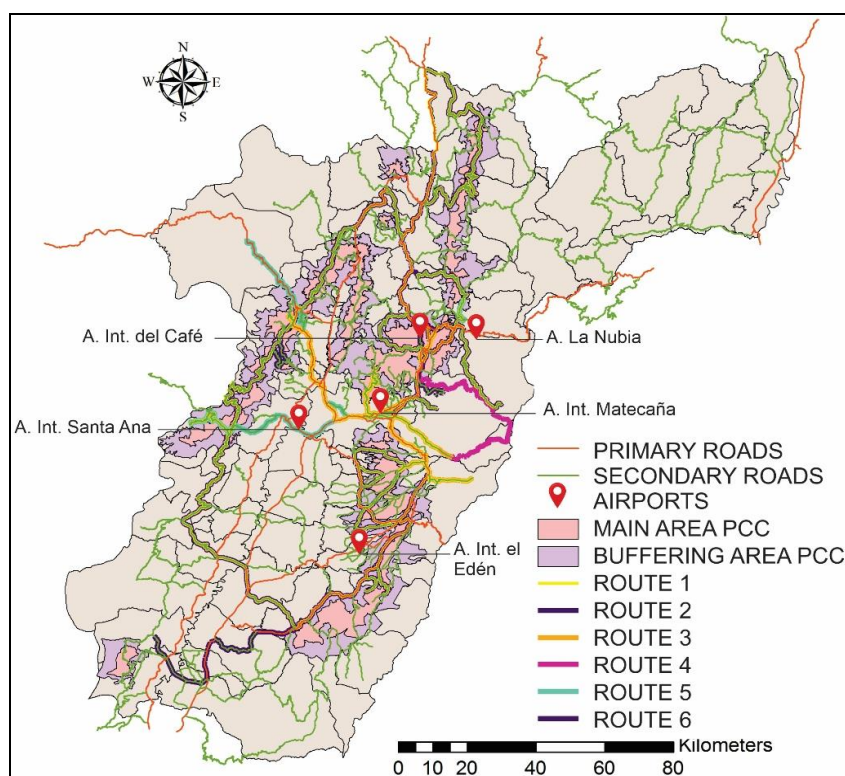 N
W E
S
A. Int. del Café
A. La Nubia
A. Int. Matecaña
A. Int. Santa Ana
A. Int. el
Edén
PRIMARY ROADS
SECONDARY ROADS
AIRPORTS
MAIN AREA PCC
BUFFERING AREA PCC
ROUTE 1
ROUTE 2
ROUTE 3
ROUTE 4
ROUTE 5
ROUTE 6
Kilometers
0 10 20 40 60 80